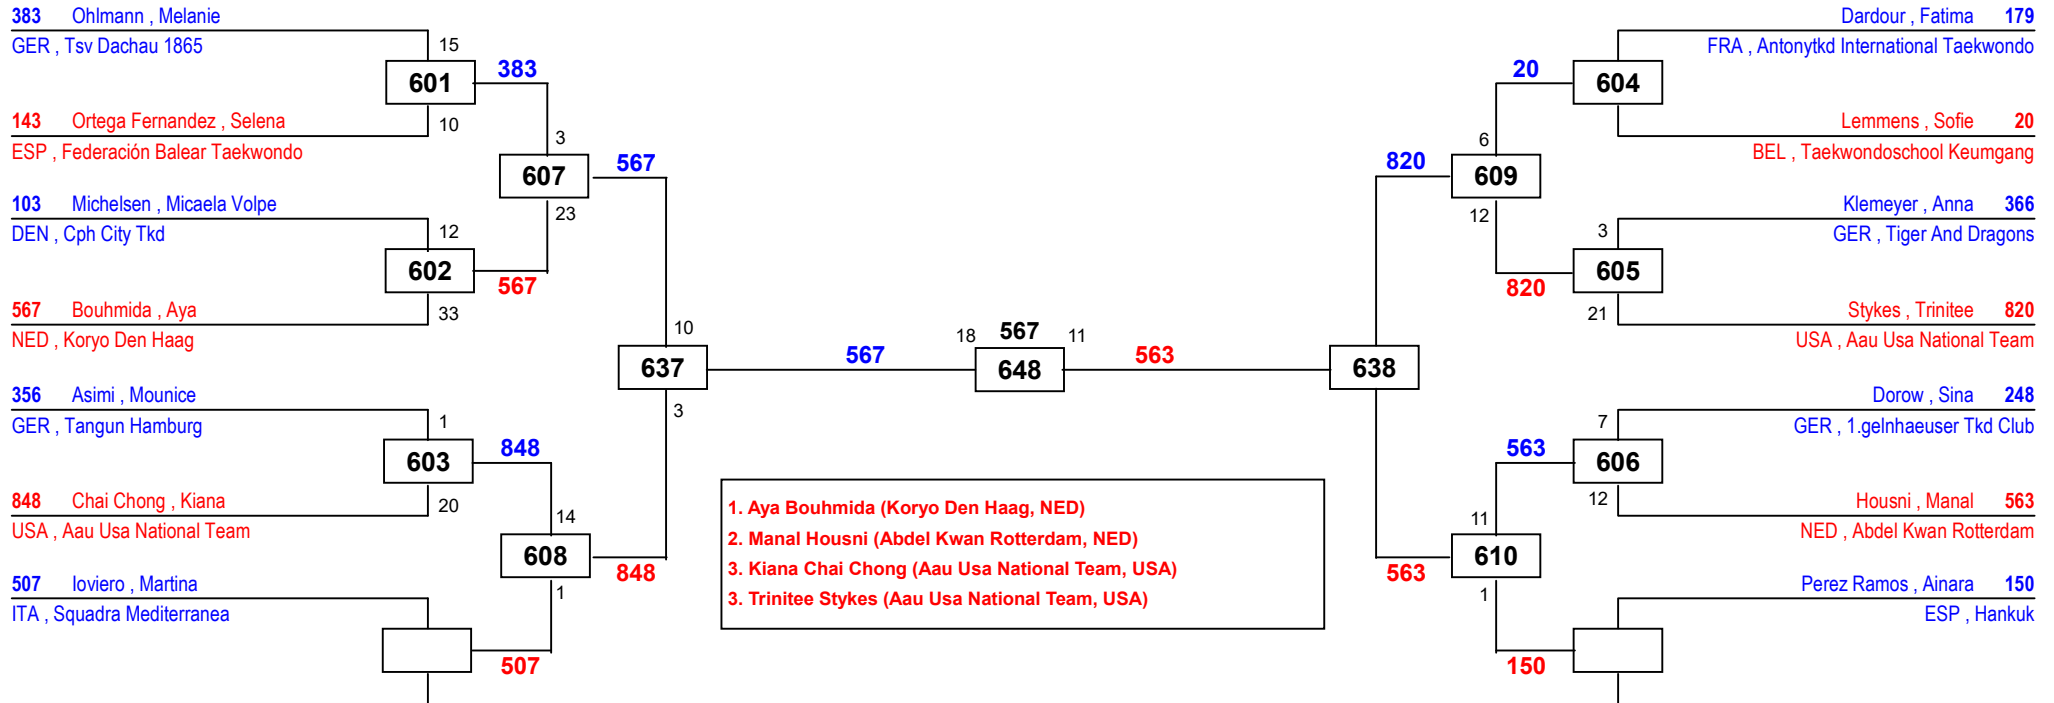 383 Ohlmann , Melanie
GER , Tsv Dachau 1865
15
601
383
143 Ortega Fernandez , Selena
10
ESP , Federación Balear Taekwondo
3
607
567
23
103 Michelsen , Micaela Volpe
DEN , Cph City Tkd
12
602
567
567 Bouhmida , Aya
33
NED , Koryo Den Haag
10
637
567
3
356 Asimi , Mounice
GER , Tangun Hamburg
1
603
848
848 Chai Chong , Kiana
20
USA , Aau Usa National Team
14
608
848
1
507 Ioviero , Martina
ITA , Squadra Mediterranea
507
18 567 11
648
563
638
1. Aya Bouhmida (Koryo Den Haag, NED)
2. Manal Housni (Abdel Kwan Rotterdam, NED)
3. Kiana Chai Chong (Aau Usa National Team, USA)
3. Trinitee Stykes (Aau Usa National Team, USA)
Dardour , Fatima 179
FRA , Antonytkd International Taekwondo
20
604
Lemmens , Sofie 20
BEL , Taekwondoschool Keumgang
6
820
609
12
Klemeyer , Anna 366
3
GER , Tiger And Dragons
605
820
21
Stykes , Trinitee 820
USA , Aau Usa National Team
Dorow , Sina 248
7
GER , 1.gelnhaeuser Tkd Club
563
606
12
Housni , Manal 563
NED , Abdel Kwan Rotterdam
11
610
563
1
Perez Ramos , Ainara 150
ESP , Hankuk
150